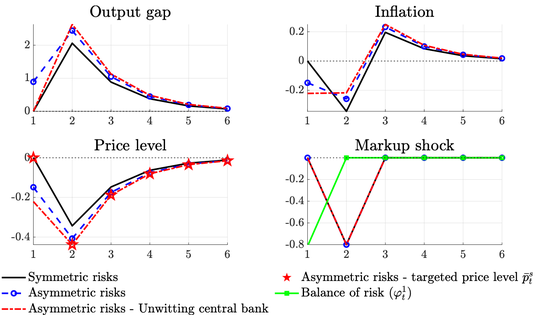 Output gap
Inflation
2
1
0
0.2
0
-0.2
1 2 3 4 5 6
1 2 3 4 5 6
Price level
Markup shock
0
-0.2
-0.4
-0.2
-0.4
-0.6
-0.8
1 2 3 4 5 6
1 2 3 4 5 6
Symmetric risks
Asymmetric risks
Asymmetric risks - Unwitting central bank
Asymmetric risks - targeted price level p̄ₜˢ
Balance of risk (φₜ¹)